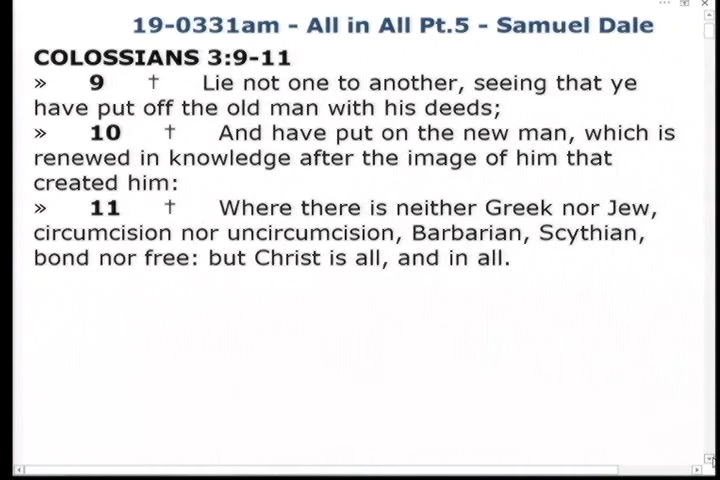 19-0331am - All in All Pt.5 - Samuel Dale
COLOSSIANS 3:9-11
» 9 † Lie not one to another, seeing that ye
have put off the old man with his deeds;
» 10 † And have put on the new man, which is
renewed in knowledge after the image of him that
created him:
» 11 † Where there is neither Greek nor Jew,
circumcision nor uncircumcision, Barbarian, Scythian,
bond nor free: but Christ is all, and in all.